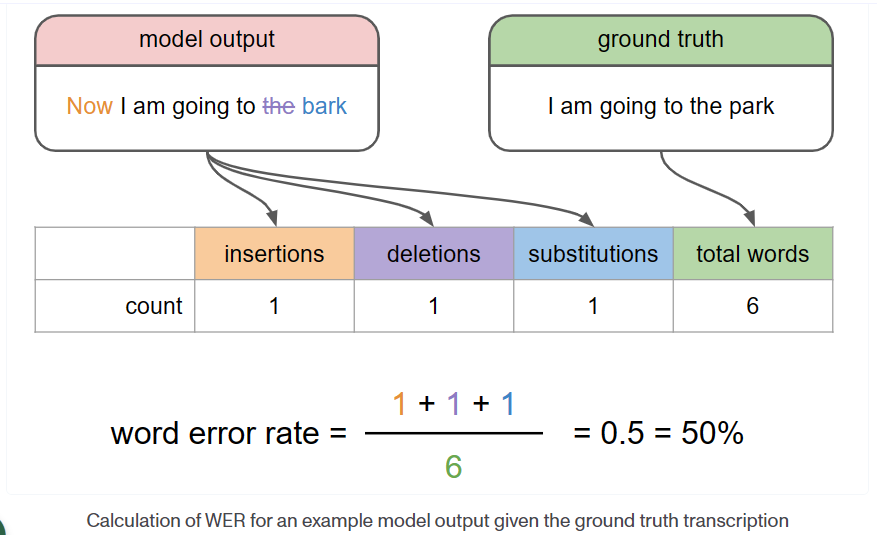 model output
ground truth
Now I am going to the bark
I am going to the park
insertions deletions substitutions total words
count 1 1 1 6
1 + 1 + 1
word error rate = = 0.5 = 50%
6
Calculation of WER for an example model output given the ground truth transcription